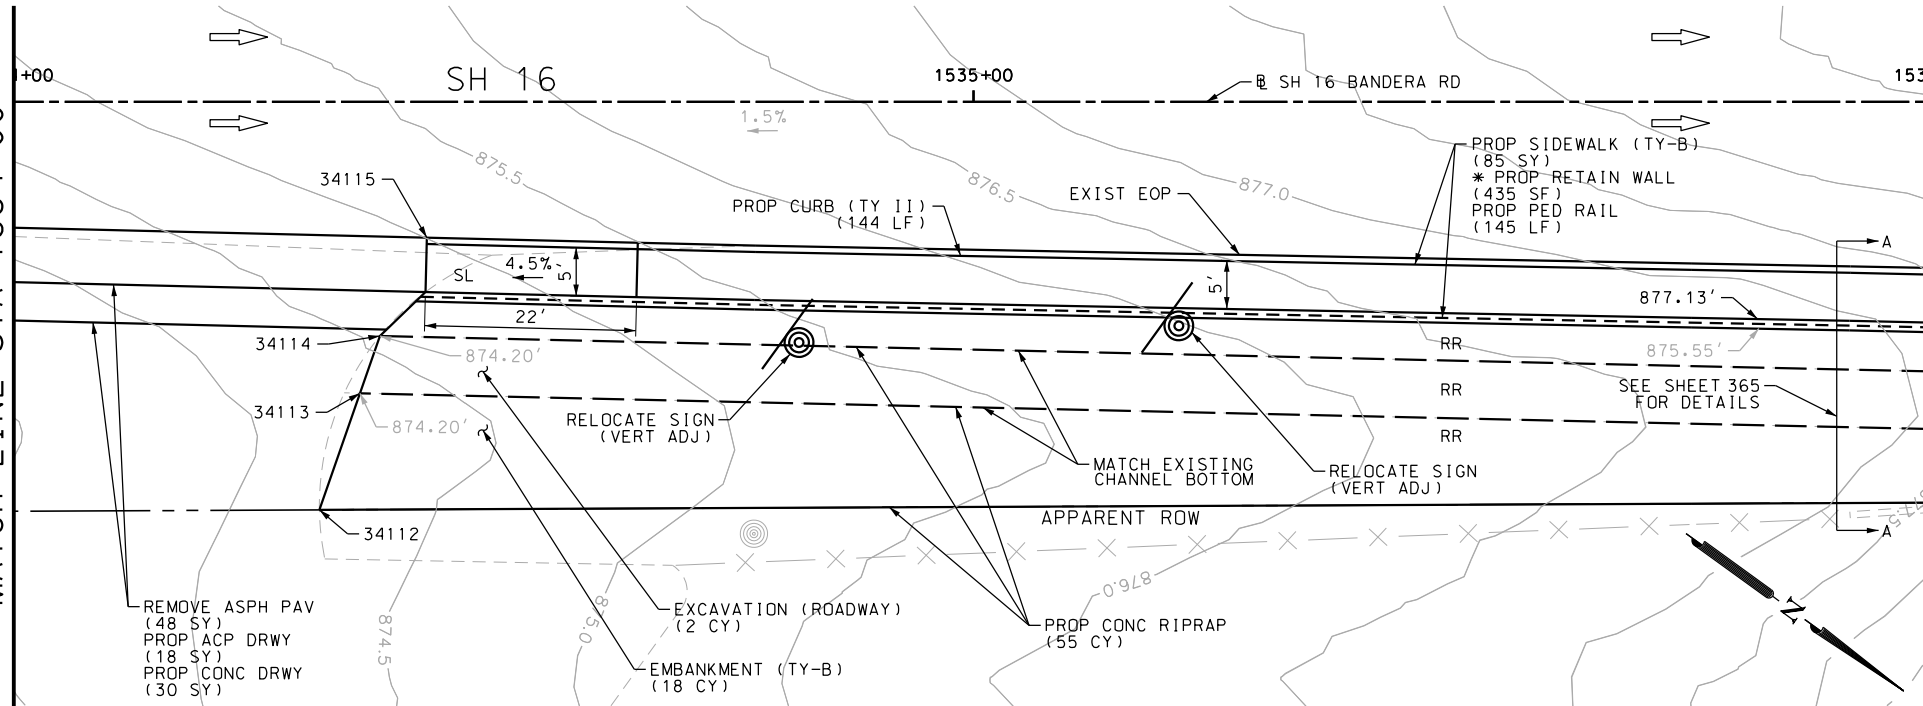 +00
SH 16
1535+00
℄ SH 16 BANDERA RD
153
1.5%
875.5
876.5
877.0
34115
PROP CURB (TY II)
(144 LF)
EXIST EOP
PROP SIDEWALK (TY-B)
(85 SY)
* PROP RETAIN WALL
(435 SF)
PROP PED RAIL
(145 LF)
A
SL
4.5%
5'
5'
22'
877.13'
34114
874.20'
RR
875.55'
RR
SEE SHEET 365
FOR DETAILS
34113
874.20'
RELOCATE SIGN
(VERT ADJ)
RR
MATCH EXISTING
CHANNEL BOTTOM
RELOCATE SIGN
(VERT ADJ)
34112
APPARENT ROW
877.5
A
876.0
REMOVE ASPH PAV
(48 SY)
PROP ACP DRWY
(18 SY)
PROP CONC DRWY
(30 SY)
874.5
875.0
EXCAVATION (ROADWAY)
(2 CY)
EMBANKMENT (TY-B)
(18 CY)
PROP CONC RIPRAP
(55 CY)
N